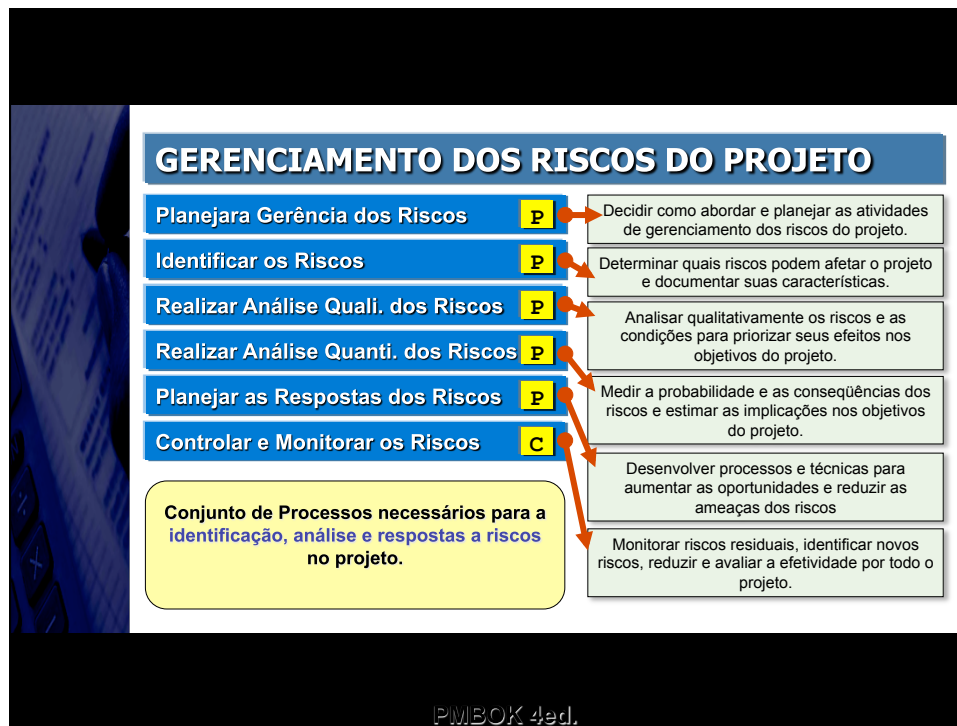 GERENCIAMENTO DOS RISCOS DO PROJETO
Planejara Gerência dos Riscos P
Decidir como abordar e planejar as atividades
de gerenciamento dos riscos do projeto.
Identificar os Riscos P
Determinar quais riscos podem afetar o projeto
e documentar suas características.
Realizar Análise Quali. dos Riscos P
Analisar qualitativamente os riscos e as
condições para priorizar seus efeitos nos
objetivos do projeto.
Realizar Análise Quanti. dos Riscos P
Medir a probabilidade e as conseqüências dos
riscos e estimar as implicações nos objetivos
do projeto.
Planejar as Respostas dos Riscos P
Desenvolver processos e técnicas para
aumentar as oportunidades e reduzir as
ameaças dos riscos
Controlar e Monitorar os Riscos C
Monitorar riscos residuais, identificar novos
riscos, reduzir e avaliar a efetividade por todo o
projeto.
Conjunto de Processos necessários para a
identificação, análise e respostas a riscos
no projeto.
PMBOK 4ed.